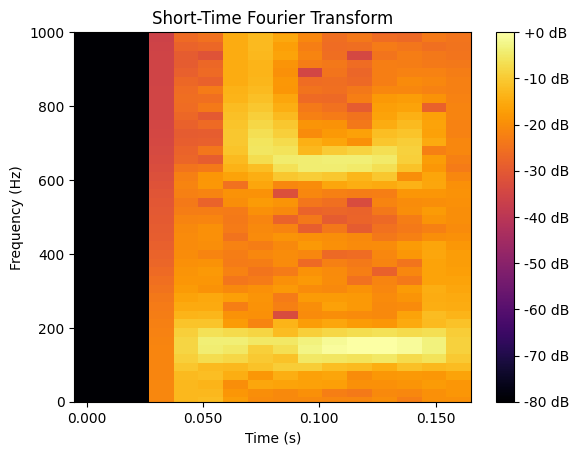 Short-Time Fourier Transform
1000
800
600
400
200
0
Frequency (Hz)
0.000
0.050
0.100
0.150
Time (s)
+0 dB
-10 dB
-20 dB
-30 dB
-40 dB
-50 dB
-60 dB
-70 dB
-80 dB